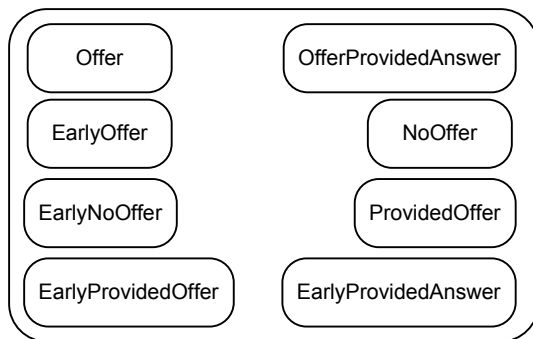 Offer
OfferProvidedAnswer
EarlyOffer
NoOffer
EarlyNoOffer
ProvidedOffer
EarlyProvidedOffer
EarlyProvidedAnswer